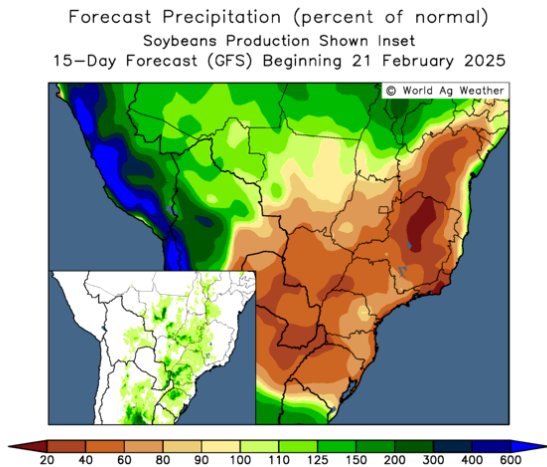 Forecast Precipitation (percent of normal)
Soybeans Production Shown Inset
15-Day Forecast (GFS) Beginning 21 February 2025
© World Ag Weather
20 40 60 80 90 100 110 125 150 200 300 400 600